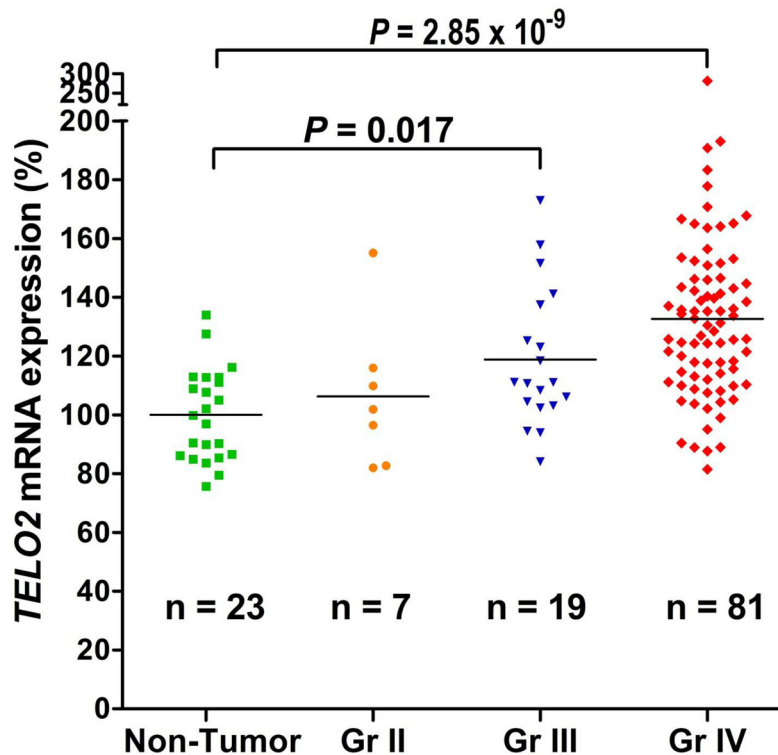 P = 2.85 x 10-9
P = 0.017
TELO2 mRNA expression (%)
300
250
200
180
160
140
120
100
80
60
40
20
0
n = 23 n = 7 n = 19 n = 81
Non-Tumor Gr II Gr III Gr IV